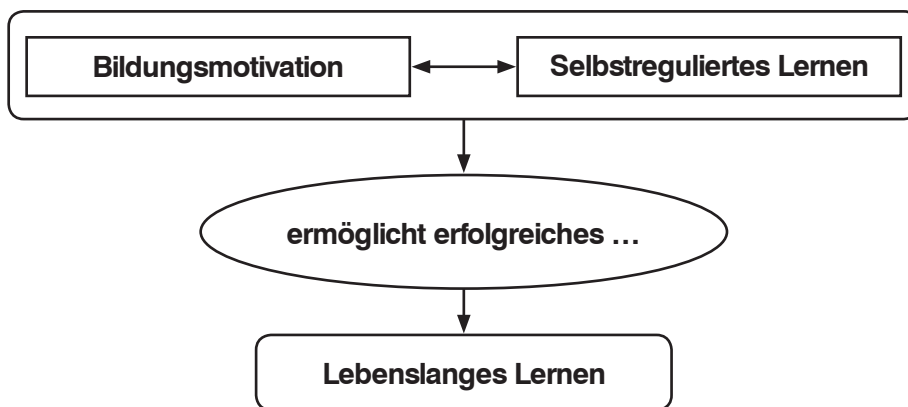 Bildungsmotivation
Selbstreguliertes Lernen
ermöglicht erfolgreiches …
Lebenslanges Lernen